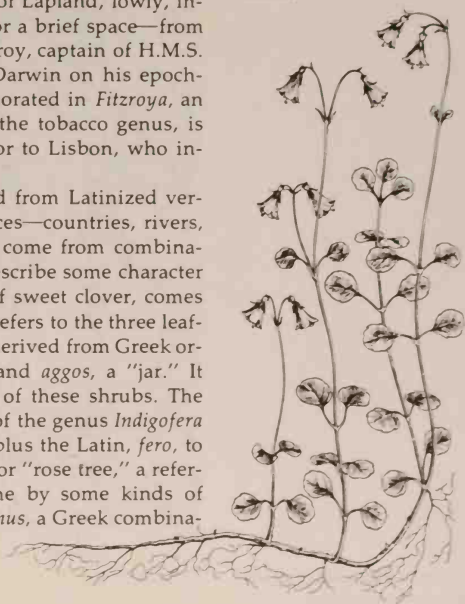 or Lapland, lowly, in-
or a brief space—from
roy, captain of H.M.S.
Darwin on his epoch-
orated in Fitzroya, an
the tobacco genus, is
or to Lisbon, who in-
d from Latinized ver-
ces—countries, rivers,
come from combina-
escribe some character
f sweet clover, comes
efers to the three leaf-
erived from Greek or-
and aggos, a "jar." It
of these shrubs. The
of the genus Indigofera
plus the Latin, fero, to
or "rose tree," a refer-
ne by some kinds of
nus, a Greek combina-